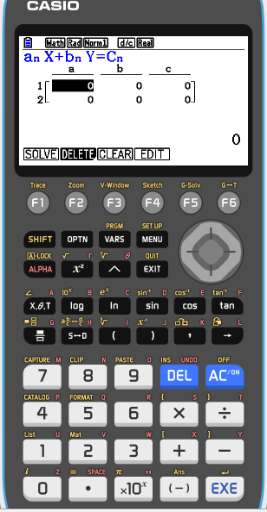 CASIO
Math Rad Norm1 d/c Real
an X+bn Y=Cn
a b c
1 0 0 0
2 0 0 0
0
SOLVE DELETE CLEAR EDIT
Trace Zoom V-Window Sketch G-Solv G↔T
F1 F2 F3 F4 F5 F6
PRGM SET UP
SHIFT OPTN VARS MENU
A-LOCK √ r ³√ θ QUIT
ALPHA x² ^ EXIT
∠ A 10ˣ B eˣ C sin⁻¹ D cos⁻¹ E tan⁻¹ F
X,θ,T log ln sin cos tan
G H I J K L
S↔D ( ) , →
CAPTURE M CLIP N PASTE O INS UNDO OFF
7 8 9 DEL AC/ON
CATALOG P FORMAT Q R { S } T
4 5 6 × ÷
List U Mat V W [ X ] Y
1 2 3 + −
i Z = SPACE π " Ans ↵
0 • ×10ˣ (−) EXE